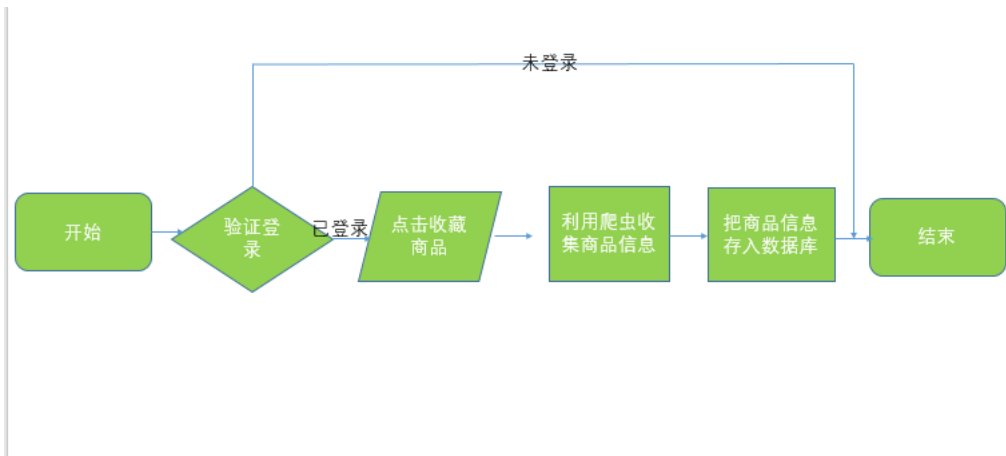 未登录
开始
验证登
录
已登录
点击收藏
商品
利用爬虫收
集商品信息
把商品信息
存入数据库
结束